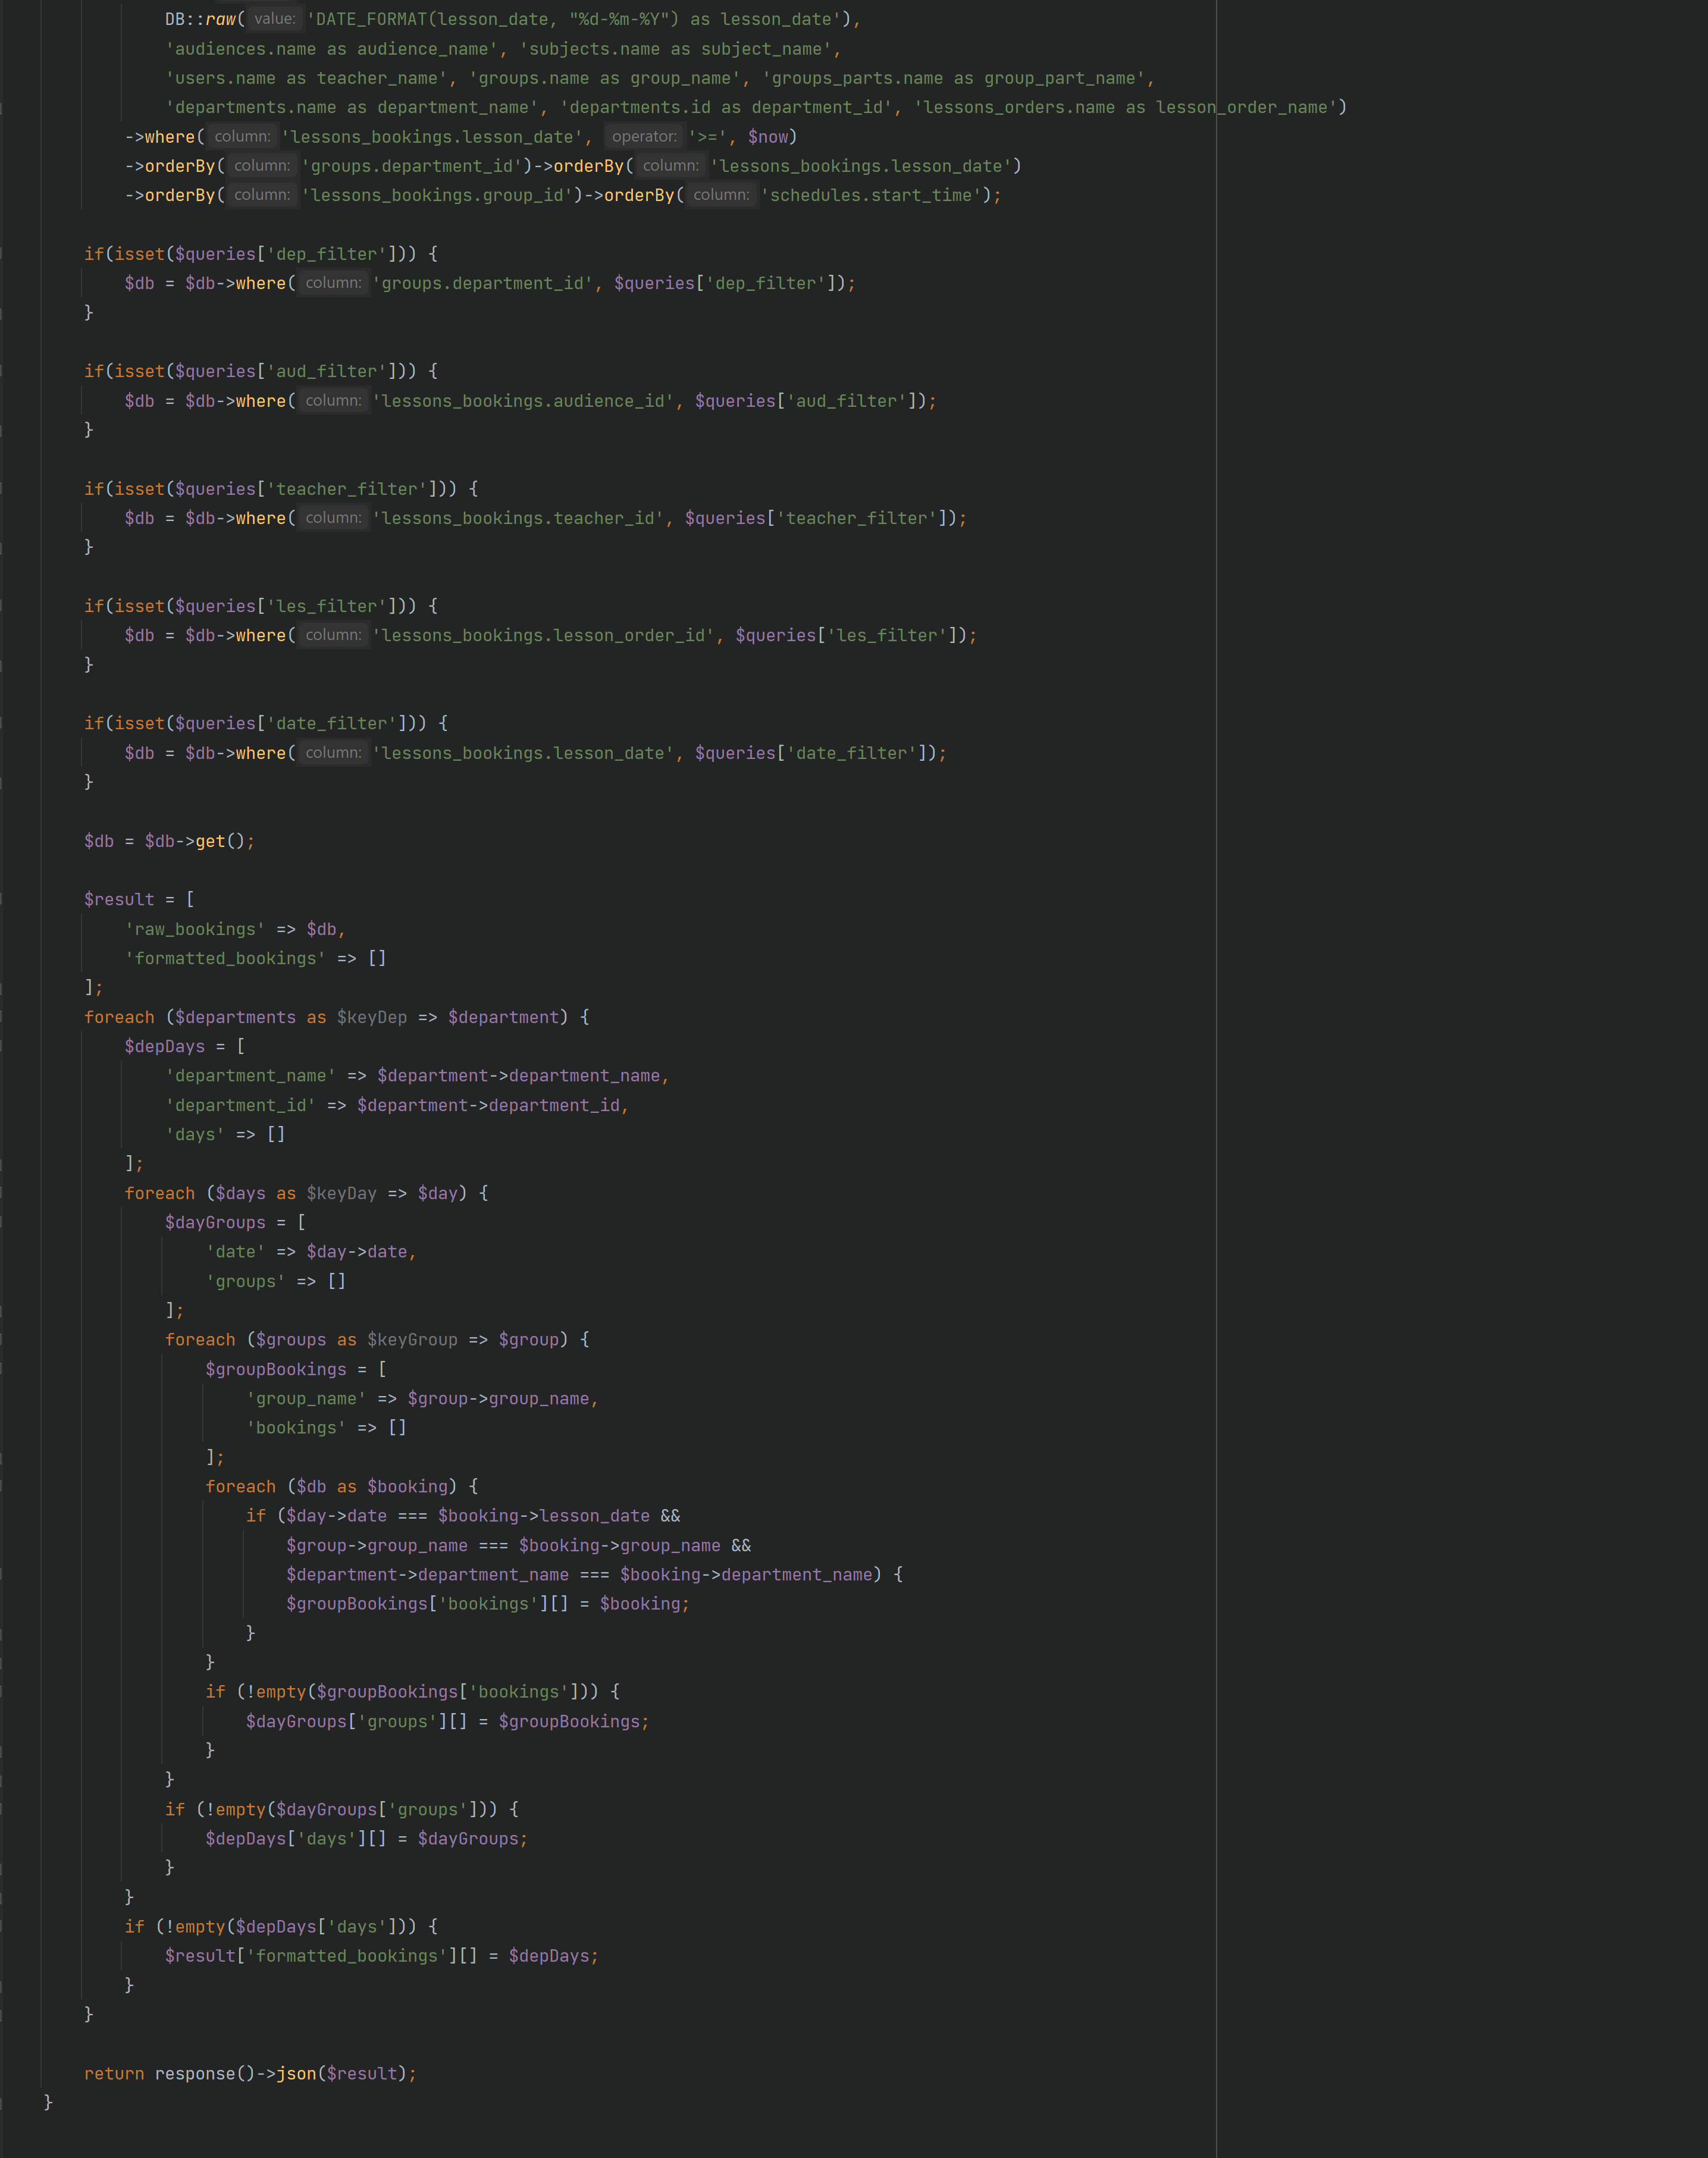 DB::raw( value: 'DATE_FORMAT(lesson_date, "%d-%m-%Y") as lesson_date'),
'audiences.name as audience_name', 'subjects.name as subject_name',
'users.name as teacher_name', 'groups.name as group_name', 'groups_parts.name as group_part_name',
'departments.name as department_name', 'departments.id as department_id', 'lessons_orders.name as lesson_order_name')
->where( column: 'lessons_bookings.lesson_date', operator: '>=', $now)
->orderBy( column: 'groups.department_id')->orderBy( column: 'lessons_bookings.lesson_date')
->orderBy( column: 'lessons_bookings.group_id')->orderBy( column: 'schedules.start_time');
if(isset($queries['dep_filter'])) {
$db = $db->where( column: 'groups.department_id', $queries['dep_filter']);
}
if(isset($queries['aud_filter'])) {
$db = $db->where( column: 'lessons_bookings.audience_id', $queries['aud_filter']);
}
if(isset($queries['teacher_filter'])) {
$db = $db->where( column: 'lessons_bookings.teacher_id', $queries['teacher_filter']);
}
if(isset($queries['les_filter'])) {
$db = $db->where( column: 'lessons_bookings.lesson_order_id', $queries['les_filter']);
}
if(isset($queries['date_filter'])) {
$db = $db->where( column: 'lessons_bookings.lesson_date', $queries['date_filter']);
}
$db = $db->get();
$result = [
'raw_bookings' => $db,
'formatted_bookings' => []
];
foreach ($departments as $keyDep => $department) {
$depDays = [
'department_name' => $department->department_name,
'department_id' => $department->department_id,
'days' => []
];
foreach ($days as $keyDay => $day) {
$dayGroups = [
'date' => $day->date,
'groups' => []
];
foreach ($groups as $keyGroup => $group) {
$groupBookings = [
'group_name' => $group->group_name,
'bookings' => []
];
foreach ($db as $booking) {
if ($day->date === $booking->lesson_date &&
$group->group_name === $booking->group_name &&
$department->department_name === $booking->department_name) {
$groupBookings['bookings'][] = $booking;
}
}
if (!empty($groupBookings['bookings'])) {
$dayGroups['groups'][] = $groupBookings;
}
}
if (!empty($dayGroups['groups'])) {
$depDays['days'][] = $dayGroups;
}
}
if (!empty($depDays['days'])) {
$result['formatted_bookings'][] = $depDays;
}
}
return response()->json($result);
}